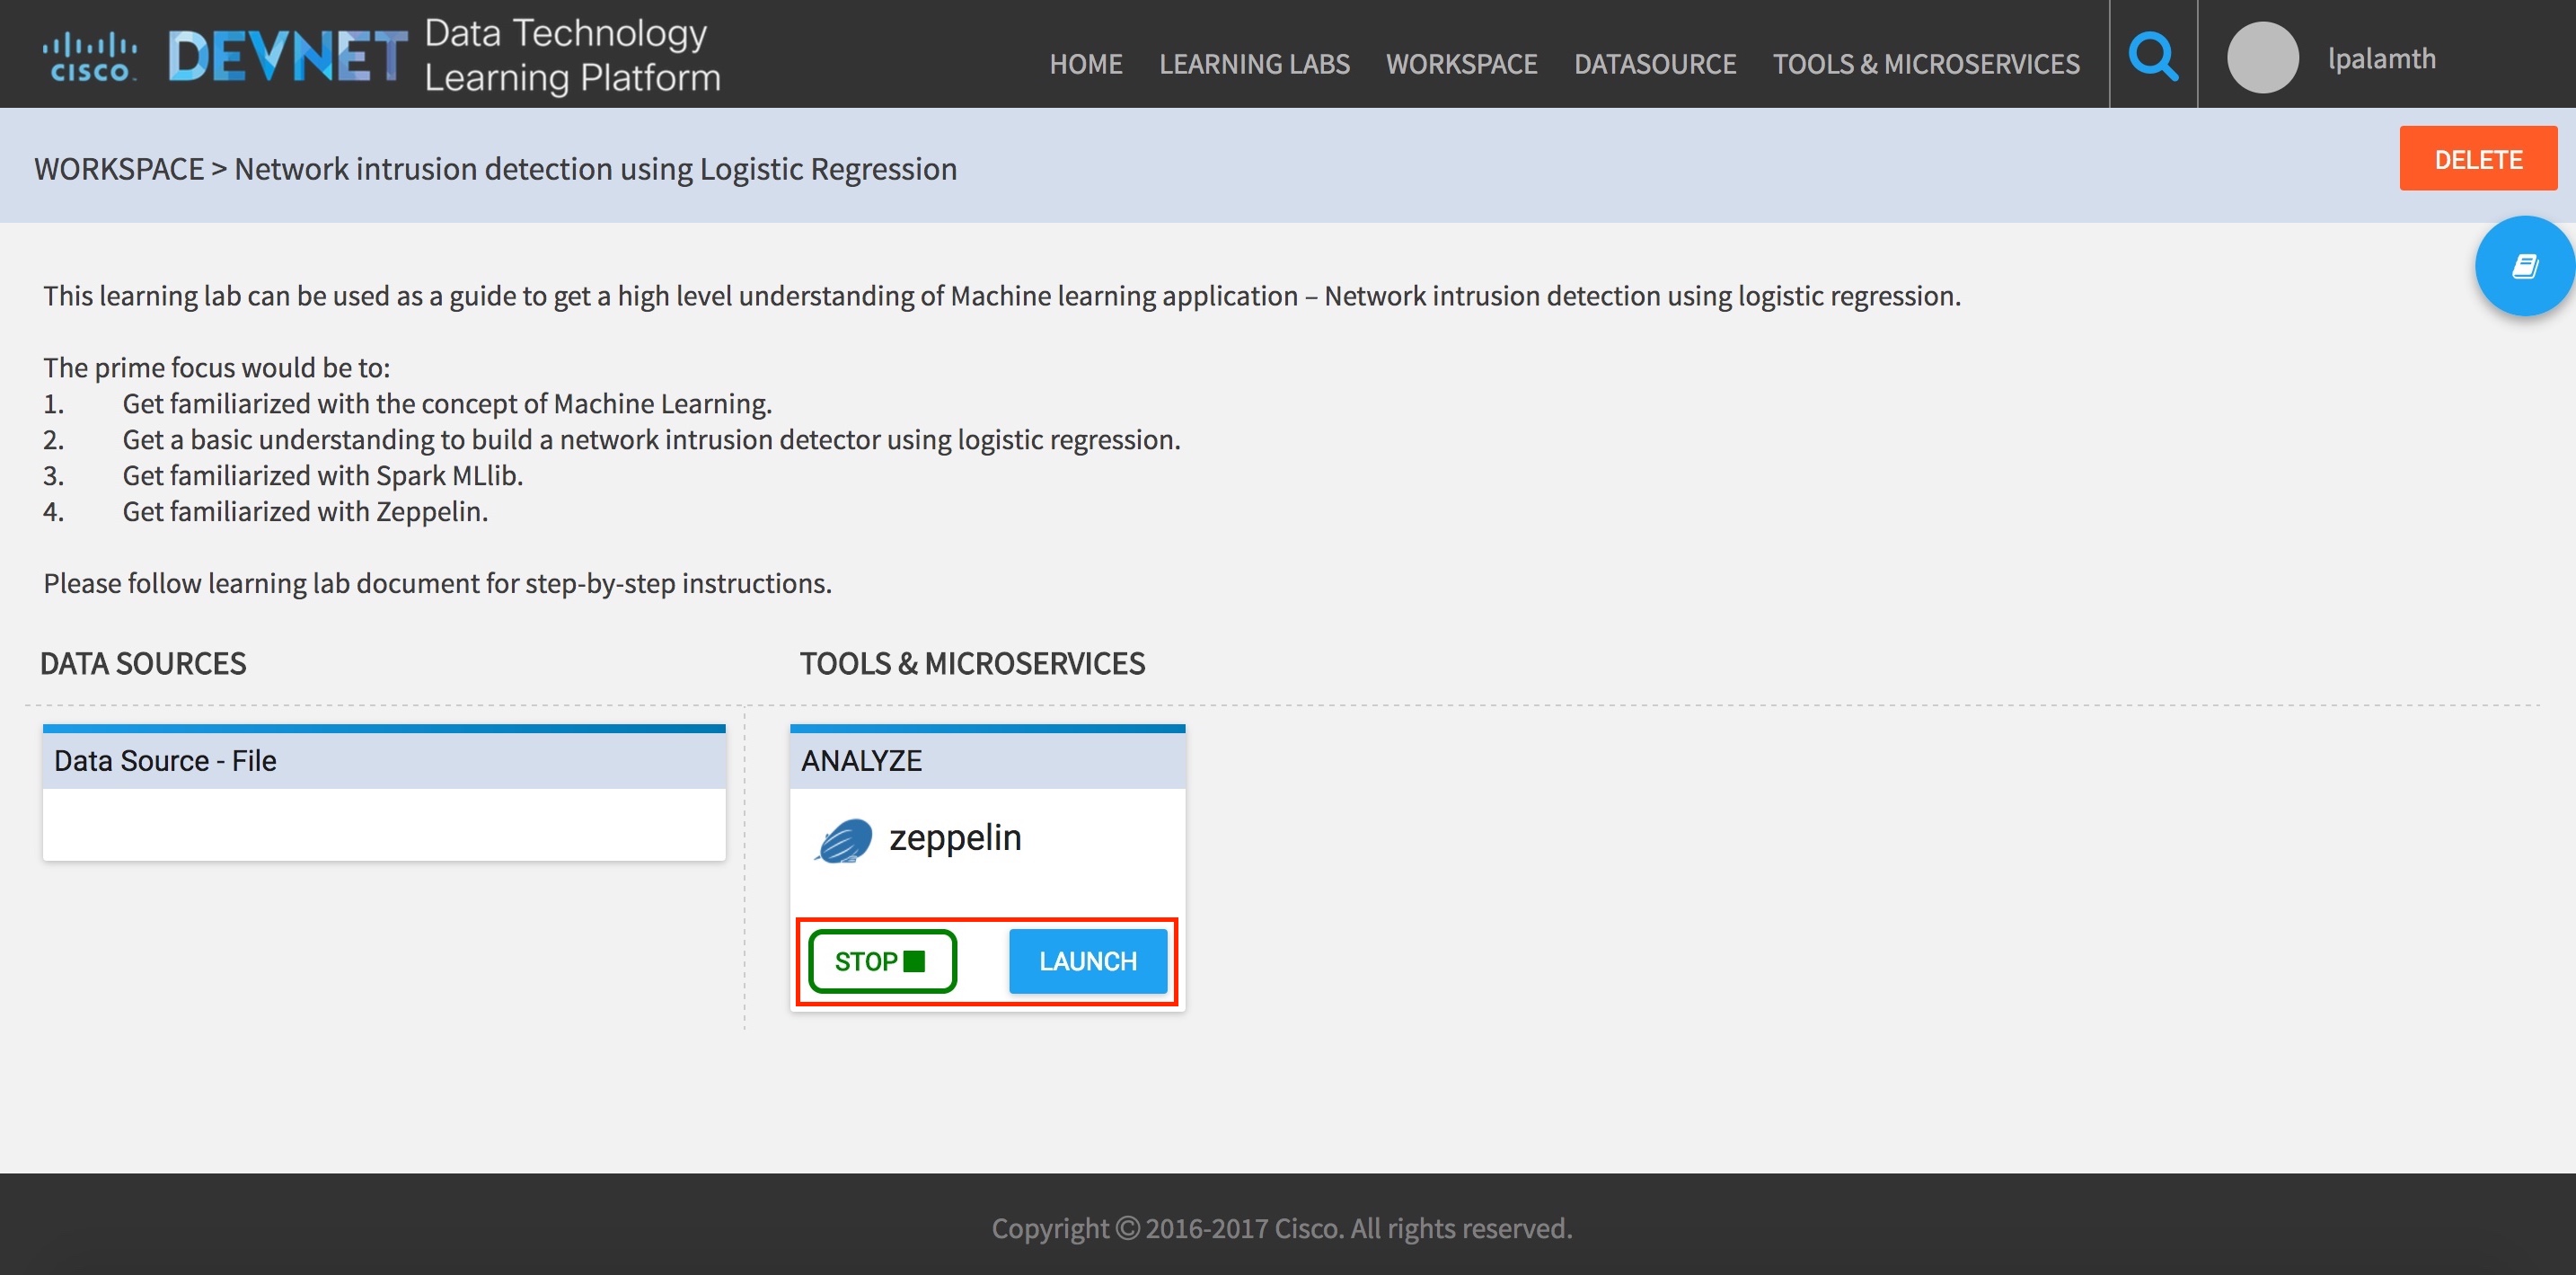 CISCO.
DEVNET
Data Technology
Learning Platform
HOME LEARNING LABS WORKSPACE DATASOURCE TOOLS & MICROSERVICES
lpalamth
WORKSPACE > Network intrusion detection using Logistic Regression
DELETE
This learning lab can be used as a guide to get a high level understanding of Machine learning application – Network intrusion detection using logistic regression.
The prime focus would be to:
1. Get familiarized with the concept of Machine Learning.
2. Get a basic understanding to build a network intrusion detector using logistic regression.
3. Get familiarized with Spark MLlib.
4. Get familiarized with Zeppelin.
Please follow learning lab document for step-by-step instructions.
DATA SOURCES
TOOLS & MICROSERVICES
Data Source - File
ANALYZE
zeppelin
STOP
LAUNCH
Copyright © 2016-2017 Cisco. All rights reserved.